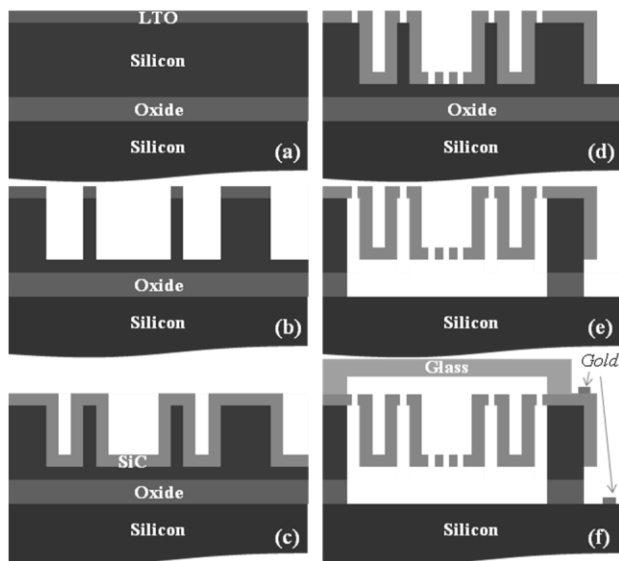 LTO
Silicon
Oxide
Silicon
(a)
Oxide
Silicon
(b)
SiC
Oxide
Silicon
(c)
Oxide
Silicon
(d)
Silicon
(e)
Glass
Gold
Silicon
(f)